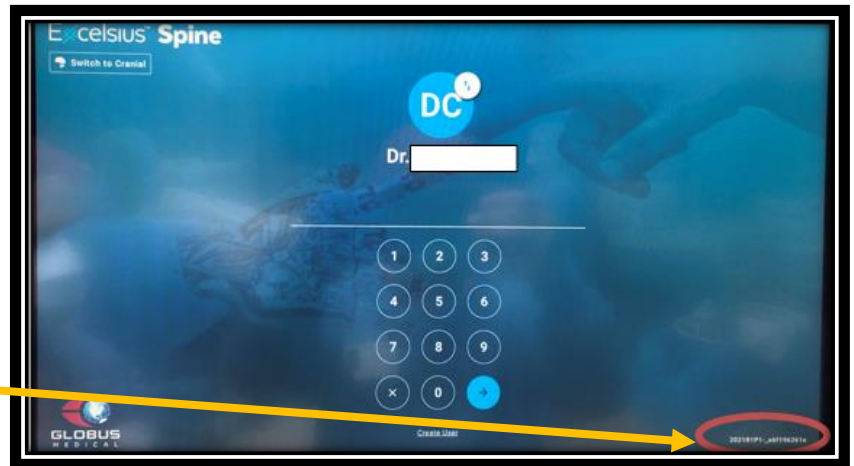 Excelsius™ Spine
Switch to Cranial
DC
Dr.
1 2 3
4 5 6
7 8 9
× 0 →
Create User
GLOBUS
MEDICAL